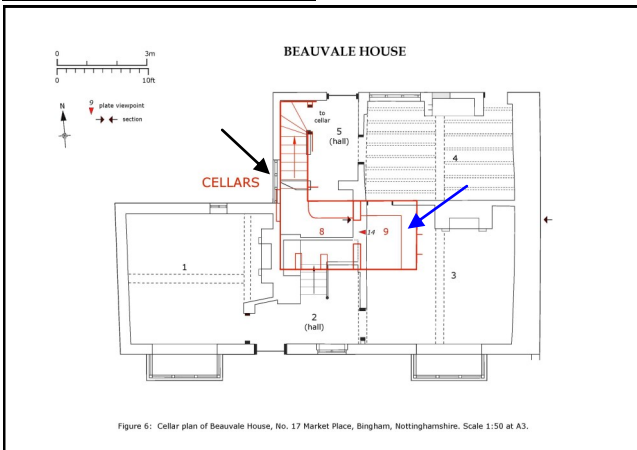 BEAUVALE HOUSE
0 3m
0 10ft
N
9 plate viewpoint
section
to
cellar
5
(hall)
4
CELLARS
8
14 9
1
3
2
(hall)
Figure 6: Cellar plan of Beauvale House, No. 17 Market Place, Bingham, Nottinghamshire. Scale 1:50 at A3.